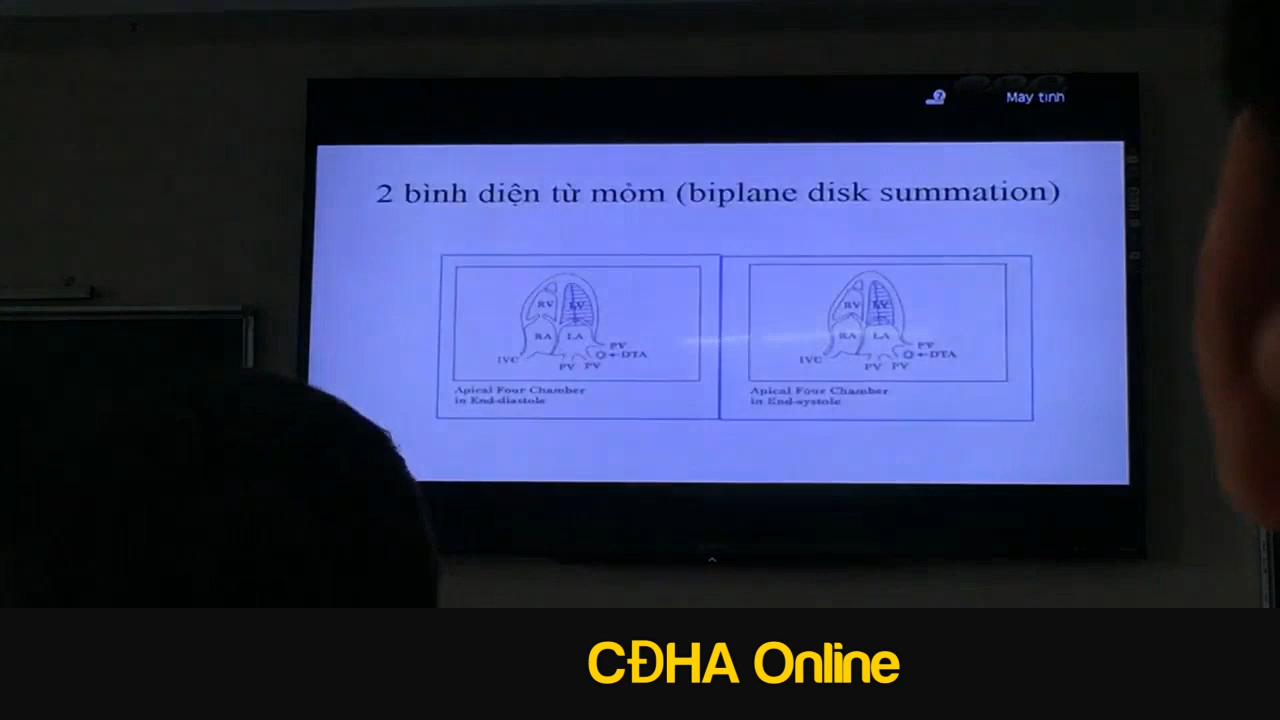 May tinh
2 bình diện từ mỏm (biplane disk summation)
RV LV
RA LA
PV
IVC
DTA
PV PV
Apical Four Chamber
in End-diastole
RV LV
RA LA
PV
IVC
DTA
PV PV
Apical Four Chamber
in End-systole
CĐHA Online